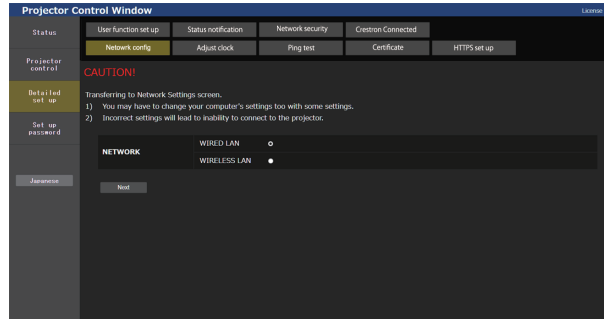 Projector Control Window
License
Status
Projector
control
Detailed
set up
Set up
password
Japanese
User function set up
Status notification
Network security
Crestron Connected
Netowrk config
Adjust clock
Ping test
Certificate
HTTPS set up
CAUTION!
Transferring to Network Settings screen.
1) You may have to change your computer's settings too with some settings.
2) Incorrect settings will lead to inability to connect to the projector.
NETWORK
WIRED LAN
WIRELESS LAN
Next